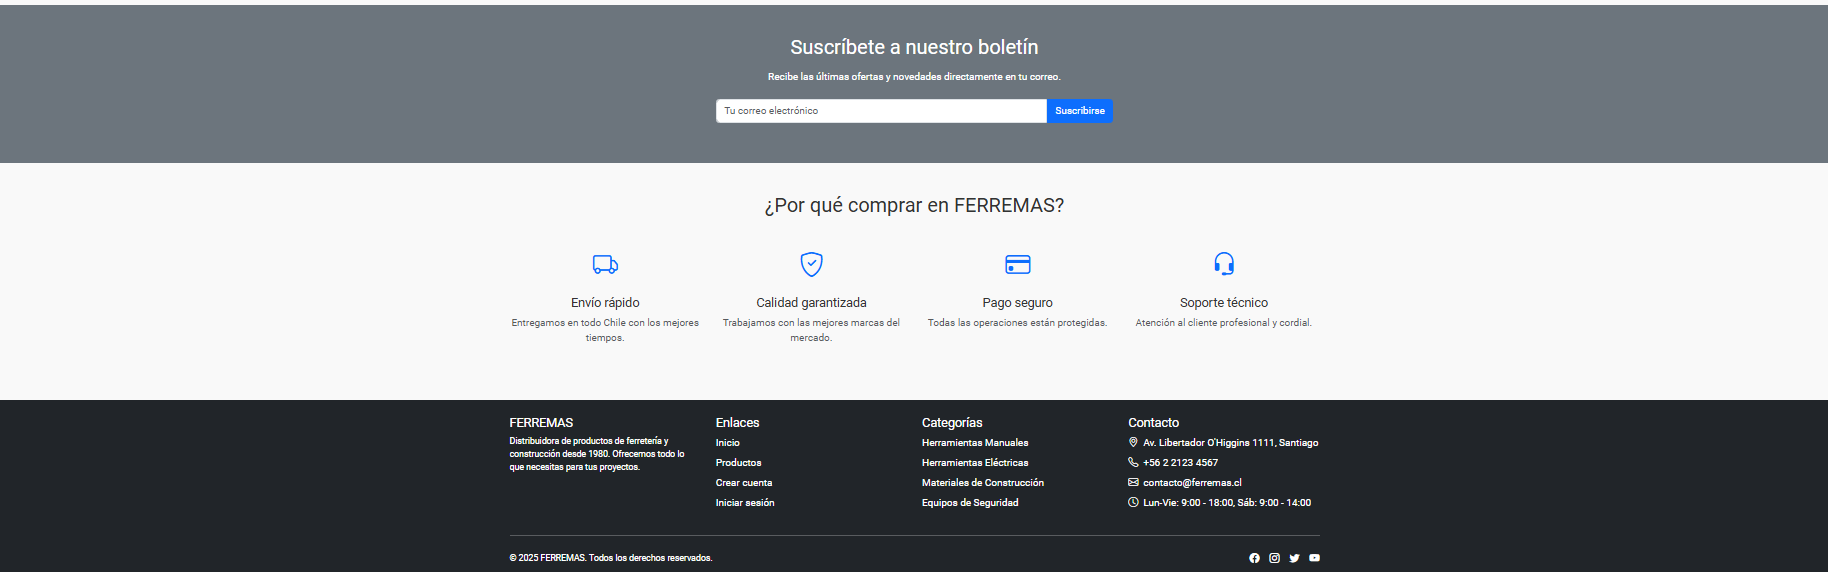 Suscríbete a nuestro boletín
Recibe las últimas ofertas y novedades directamente en tu correo.
Tu correo electrónico
Suscribirse
¿Por qué comprar en FERREMAS?
Envío rápido
Entregamos en todo Chile con los mejores
tiempos.
Calidad garantizada
Trabajamos con las mejores marcas del
mercado.
Pago seguro
Todas las operaciones están protegidas.
Soporte técnico
Atención al cliente profesional y cordial.
FERREMAS
Distribuidora de productos de ferretería y
construcción desde 1980. Ofrecemos todo lo
que necesitas para tus proyectos.
Enlaces
Inicio
Productos
Crear cuenta
Iniciar sesión
Categorías
Herramientas Manuales
Herramientas Eléctricas
Materiales de Construcción
Equipos de Seguridad
Contacto
Av. Libertador O'Higgins 1111, Santiago
+56 2 2123 4567
contacto@ferremas.cl
Lun-Vie: 9:00 - 18:00, Sáb: 9:00 - 14:00
© 2025 FERREMAS. Todos los derechos reservados.